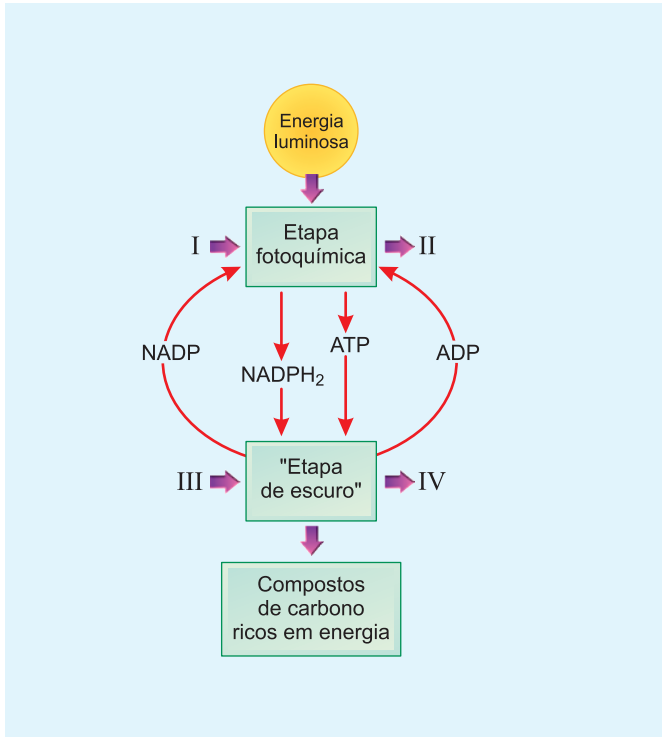 Energia
luminosa
I
Etapa
fotoquímica
II
NADP
NADPH₂
ATP
ADP
III
"Etapa
de escuro"
IV
Compostos
de carbono
ricos em energia